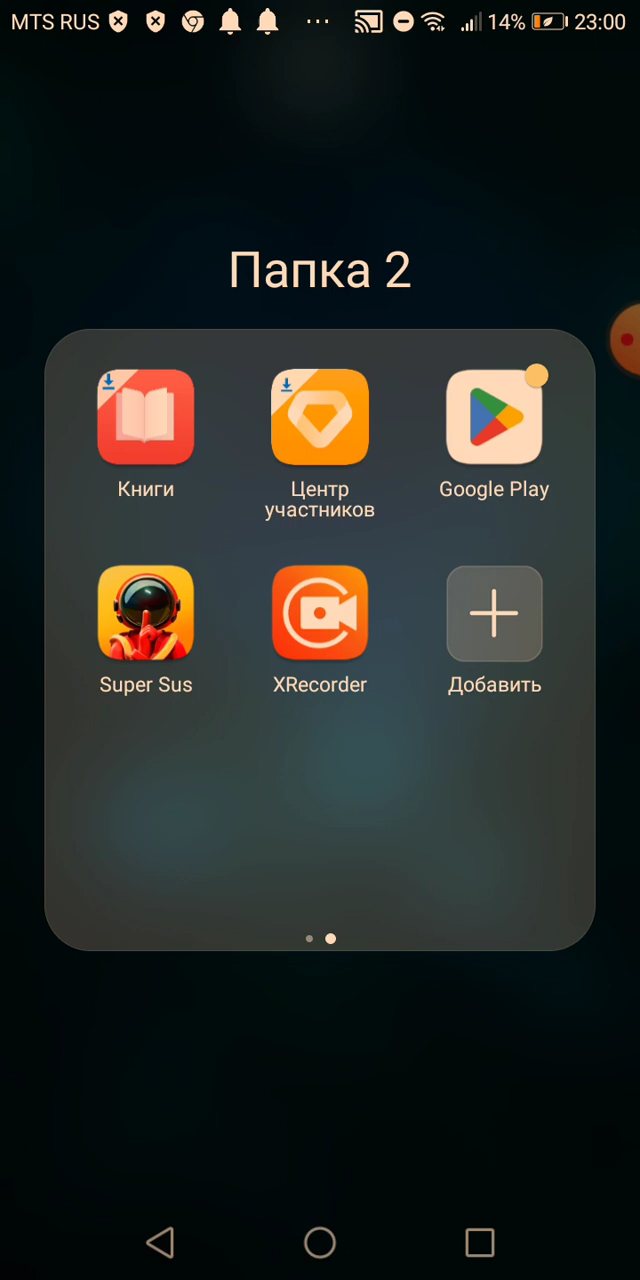 MTS RUS 14% 23:00
Папка 2
Книги
Центр
участников
Google Play
Super Sus
XRecorder
Добавить